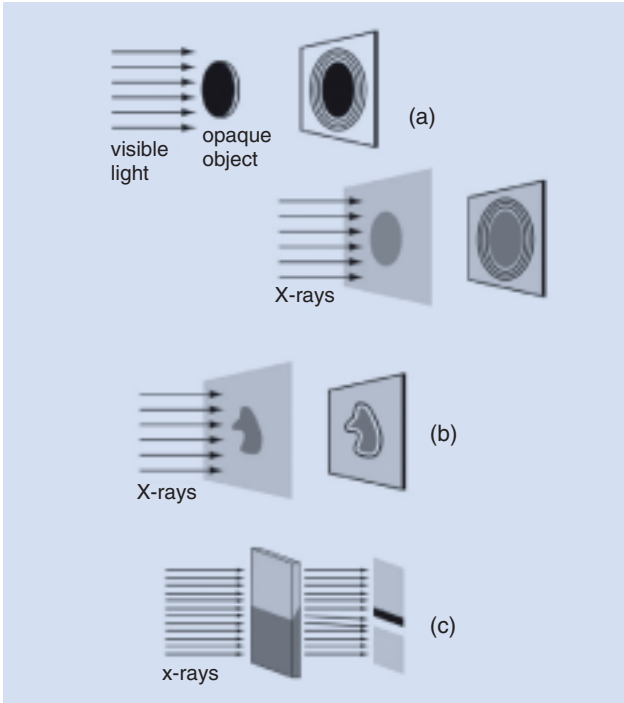 (a)
visible
light
opaque
object
X-rays
X-rays
(b)
x-rays
(c)